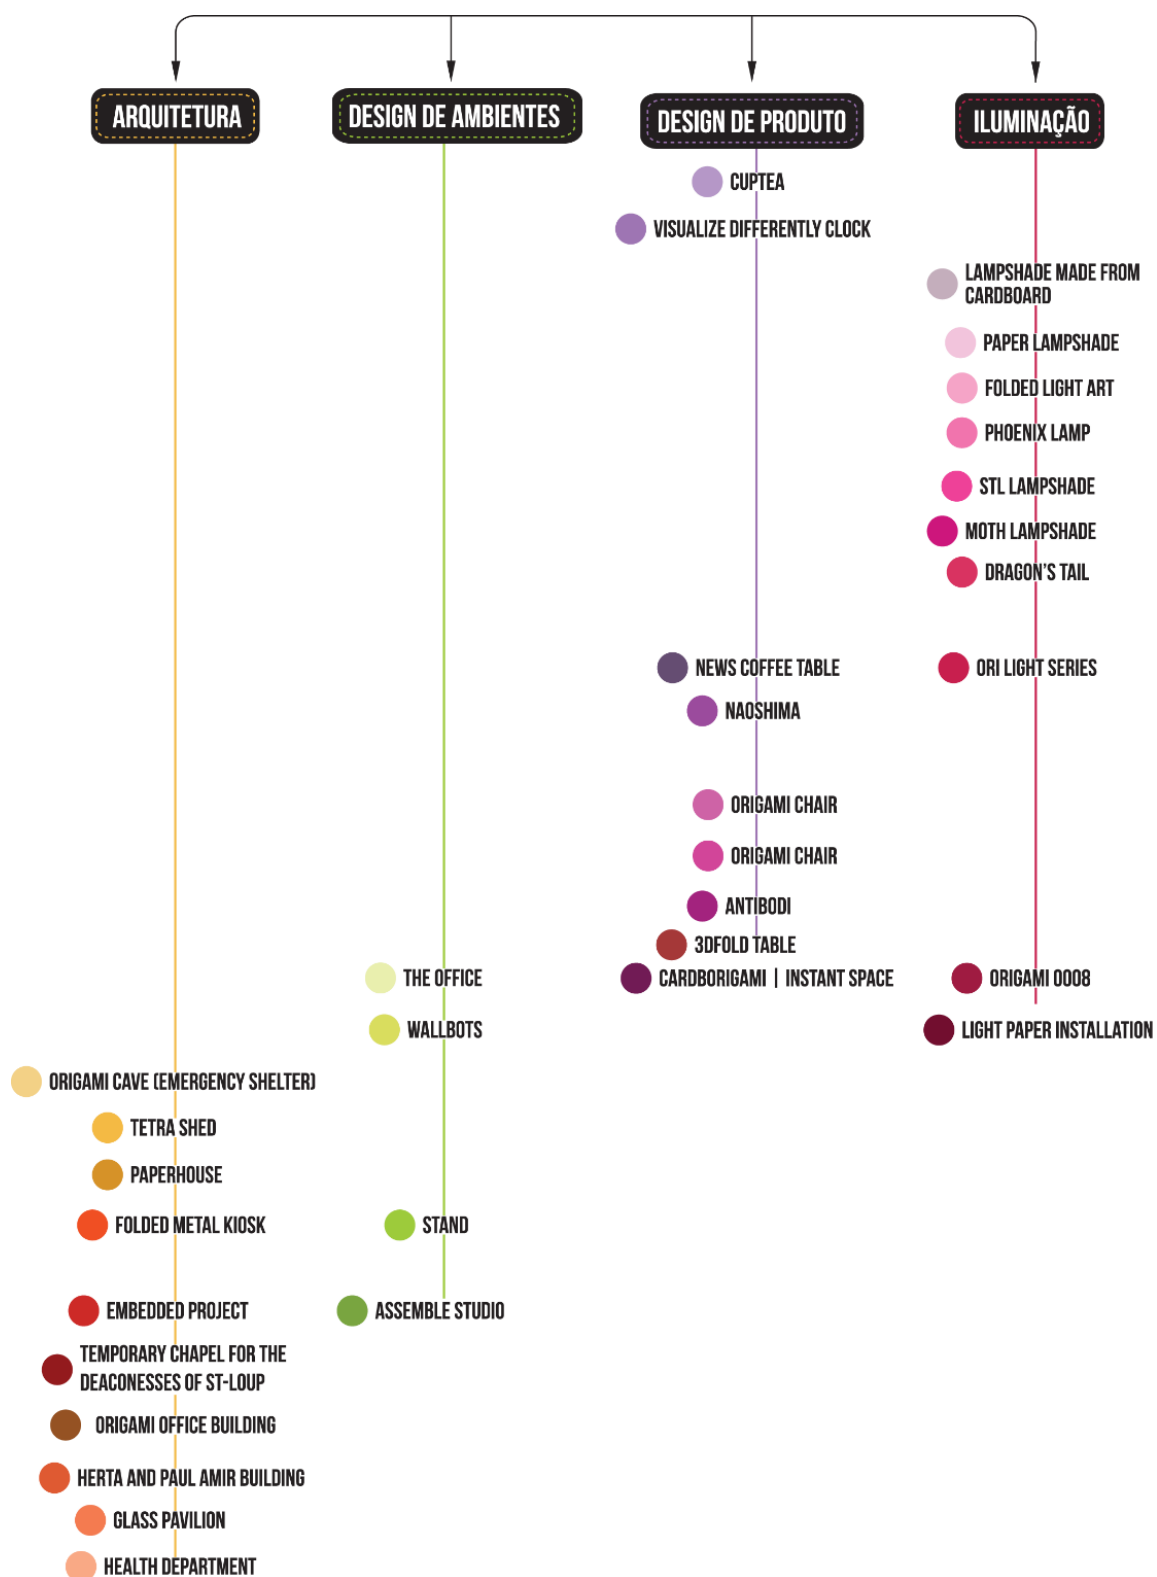 ARQUITETURA
DESIGN DE AMBIENTES
DESIGN DE PRODUTO
ILUMINAÇÃO
CUPTEA
VISUALIZE DIFFERENTLY CLOCK
LAMPSHADE MADE FROM
CARDBOARD
PAPER LAMPSHADE
FOLDED LIGHT ART
PHOENIX LAMP
STL LAMPSHADE
MOTH LAMPSHADE
DRAGON'S TAIL
NEWS COFFEE TABLE
ORI LIGHT SERIES
NAOSHIMA
ORIGAMI CHAIR
ORIGAMI CHAIR
ANTIBODI
3DFOLD TABLE
THE OFFICE
CARDBORIGAMI | INSTANT SPACE
ORIGAMI 0008
WALLBOTS
LIGHT PAPER INSTALLATION
ORIGAMI CAVE (EMERGENCY SHELTER)
TETRA SHED
PAPERHOUSE
FOLDED METAL KIOSK
STAND
EMBEDDED PROJECT
ASSEMBLE STUDIO
TEMPORARY CHAPEL FOR THE
DEACONESSES OF ST-LOUP
ORIGAMI OFFICE BUILDING
HERTA AND PAUL AMIR BUILDING
GLASS PAVILION
HEALTH DEPARTMENT